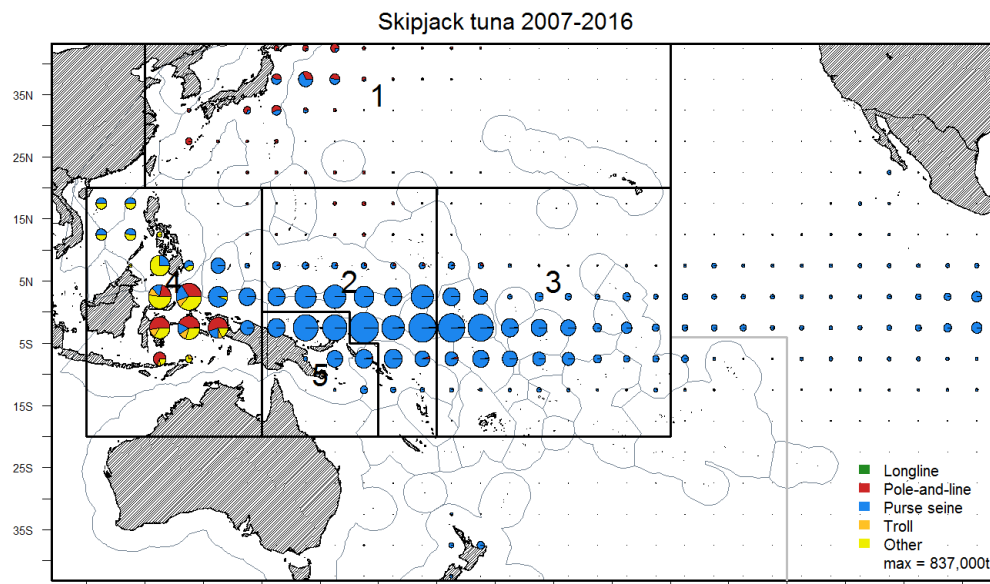 Skipjack tuna 2007-2016
35N
25N
15N
5N
5S
15S
25S
35S
1
2
3
4
5
Longline
Pole-and-line
Purse seine
Troll
Other
max = 837,000t